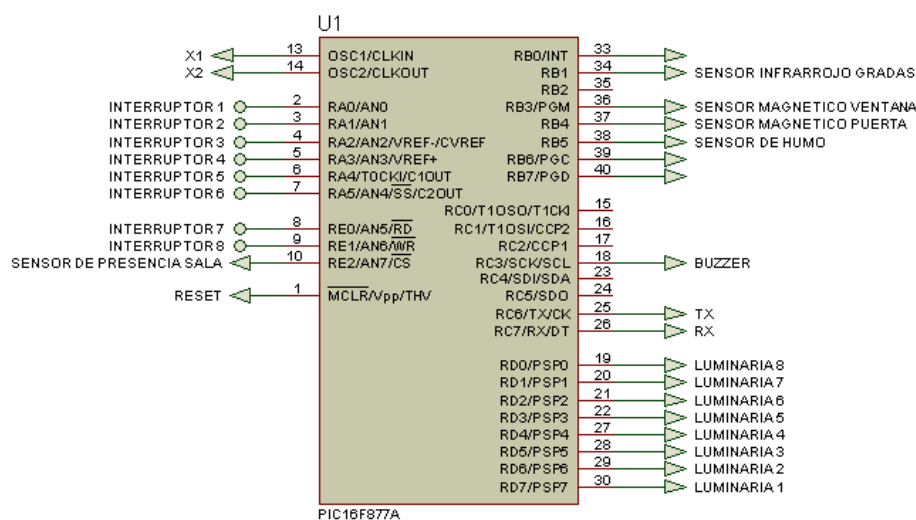 U1
X1 13 OSC1/CLKIN RB0/INT 33
X2 14 OSC2/CLKOUT RB1 34 SENSOR INFRARROJO GRADAS
RB2 35
INTERRUPTOR 1 2 RA0/AN0 RB3/PGM 36 SENSOR MAGNETICO VENTANA
INTERRUPTOR 2 3 RA1/AN1 RB4 37 SENSOR MAGNETICO PUERTA
INTERRUPTOR 3 4 RA2/AN2/VREF-/CVREF RB5 38 SENSOR DE HUMO
INTERRUPTOR 4 5 RA3/AN3/VREF+ RB6/PGC 39
INTERRUPTOR 5 6 RA4/T0CKI/C1OUT RB7/PGD 40
INTERRUPTOR 6 7 RA5/AN4/SS/C2OUT
RC0/T1OSO/T1CKI 15
INTERRUPTOR 7 8 RE0/AN5/RD RC1/T1OSI/CCP2 16
INTERRUPTOR 8 9 RE1/AN6/WR RC2/CCP1 17
SENSOR DE PRESENCIA SALA 10 RE2/AN7/CS RC3/SCK/SCL 18 BUZZER
RC4/SDI/SDA 23
RESET 1 MCLR/Vpp/THV RC5/SDO 24
RC6/TX/CK 25 TX
RC7/RX/DT 26 RX
RD0/PSP0 19 LUMINARIA 8
RD1/PSP1 20 LUMINARIA 7
RD2/PSP2 21 LUMINARIA 6
RD3/PSP3 22 LUMINARIA 5
RD4/PSP4 27 LUMINARIA 4
RD5/PSP5 28 LUMINARIA 3
RD6/PSP6 29 LUMINARIA 2
RD7/PSP7 30 LUMINARIA 1
PIC16F877A